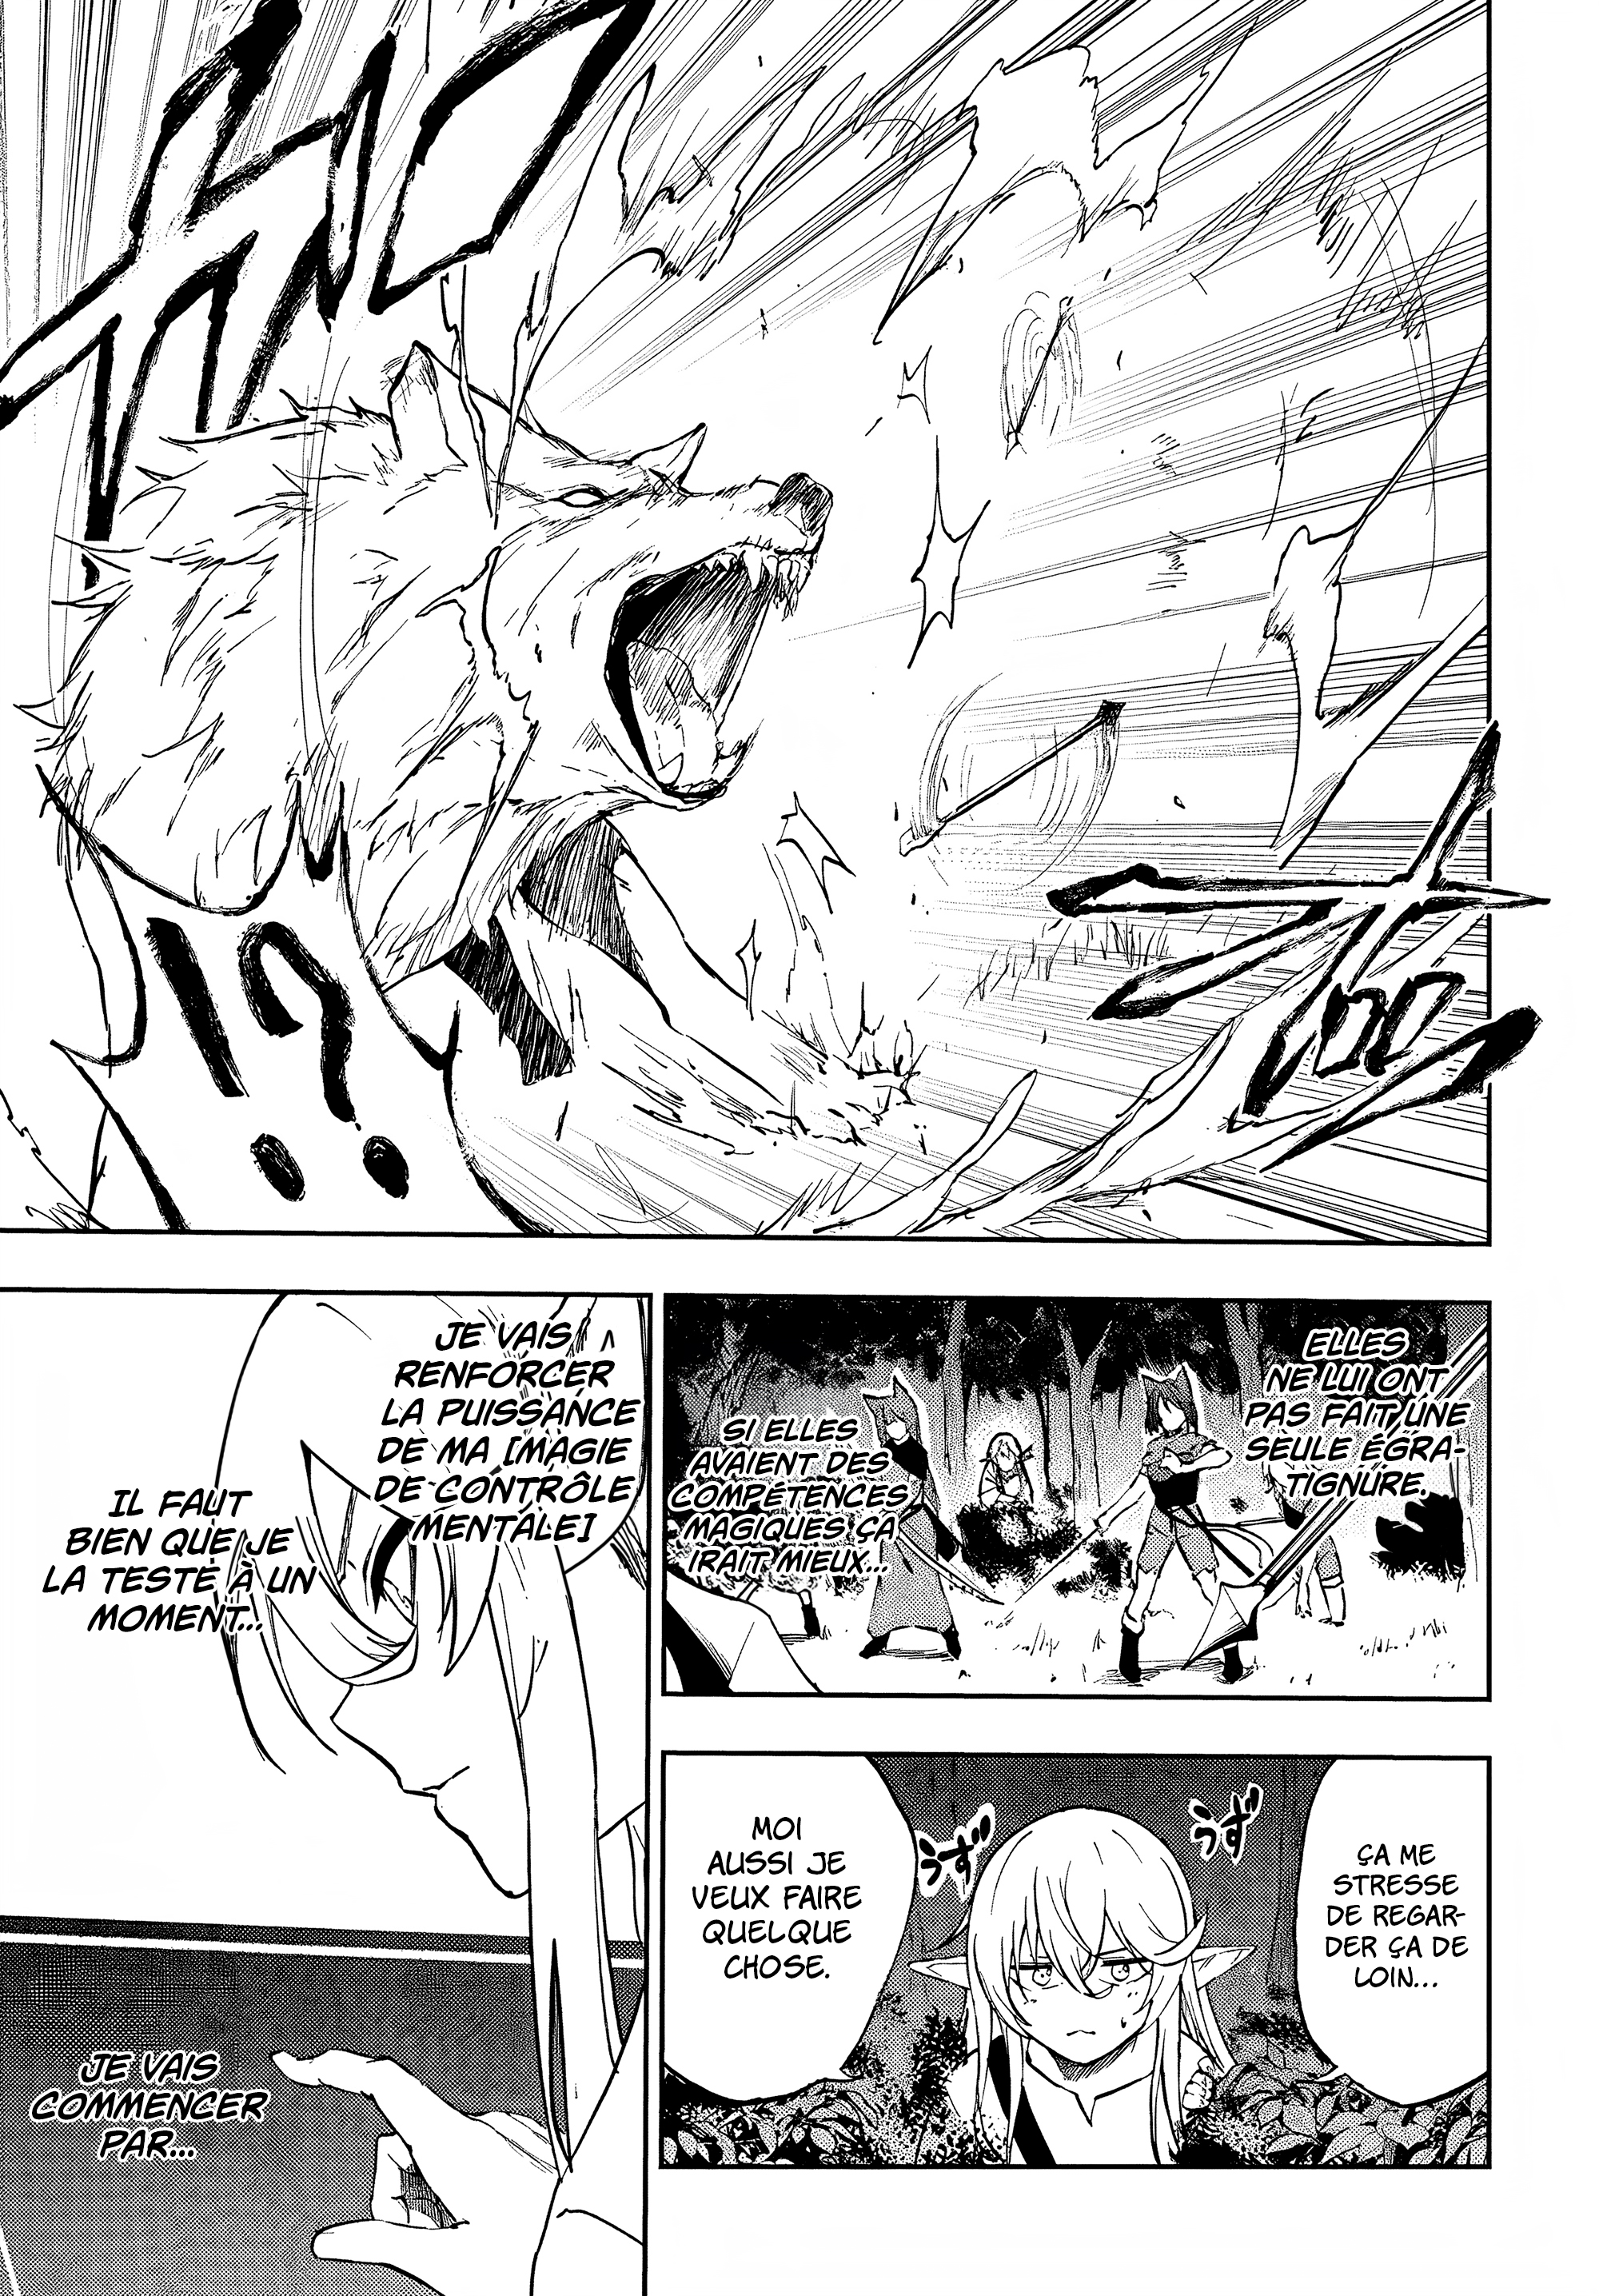 !?
ELLES
NE LUI ONT
PAS FAIT UNE
SEULE ÉGRA-
TIGNURE.
SI ELLES
AVAIENT DES
COMPÉTENCES
MAGIQUES ÇA
IRAIT MIEUX...
ÇA ME
STRESSE
DE REGAR-
DER ÇA DE
LOIN...
うず
うず
MOI
AUSSI JE
VEUX FAIRE
QUELQUE
CHOSE.
JE VAIS
RENFORCER
LA PUISSANCE
DE MA [MAGIE
DE CONTRÔLE
MENTALE]
IL FAUT
BIEN QUE JE
LA TESTE À UN
MOMENT...
JE VAIS
COMMENCER
PAR...